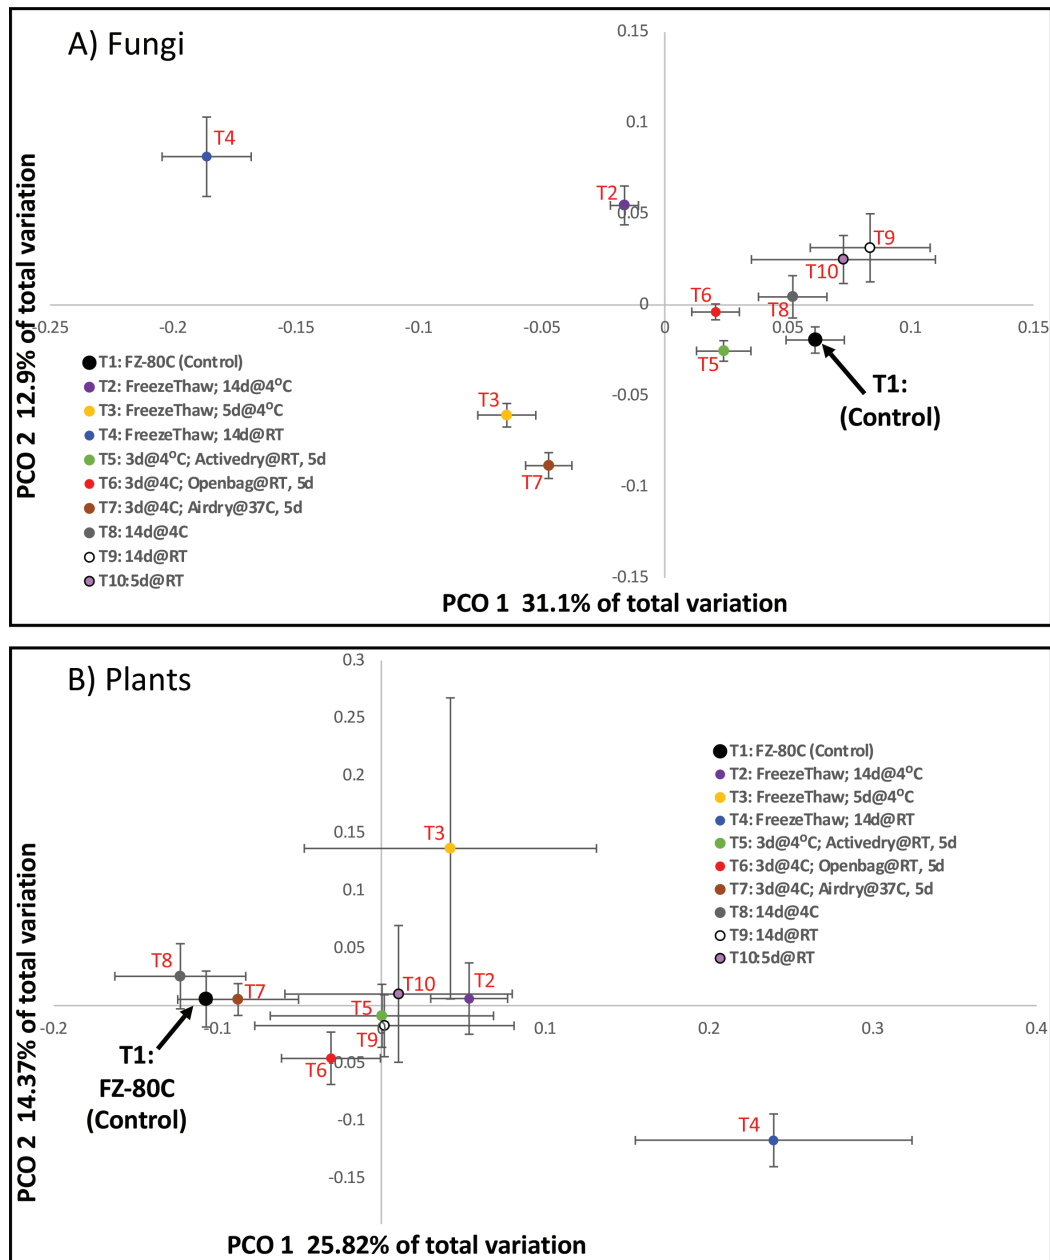 A) Fungi
0.15
0.1
T4
T2
0.05
T9
T10
T6
T8
0
-0.25
-0.2
-0.15
-0.1
-0.05
0
0.05
0.1
0.15
T5
T1: FZ-80C (Control)
T2: FreezeThaw; 14d@4⁰C
T3: FreezeThaw; 5d@4⁰C
T4: FreezeThaw; 14d@RT
T5: 3d@4⁰C; Activedry@RT, 5d
T6: 3d@4C; Openbag@RT, 5d
T7: 3d@4C; Airdry@37C, 5d
T8: 14d@4C
T9: 14d@RT
T10:5d@RT
T3
T7
T1:
(Control)
-0.05
-0.1
-0.15
PCO 2 12.9% of total variation
PCO 1 31.1% of total variation
B) Plants
0.3
0.25
0.2
0.15
0.1
0.05
T3
T1: FZ-80C (Control)
T2: FreezeThaw; 14d@4⁰C
T3: FreezeThaw; 5d@4⁰C
T4: FreezeThaw; 14d@RT
T5: 3d@4⁰C; Activedry@RT, 5d
T6: 3d@4C; Openbag@RT, 5d
T7: 3d@4C; Airdry@37C, 5d
T8: 14d@4C
T9: 14d@RT
T10:5d@RT
T8
T7
T10
T2
T5
T9
T6
-0.2
-0.1
0.1
0.2
0.3
0.4
T1:
FZ-80C
(Control)
0.05
-0.1
-0.15
T4
PCO 2 14.37% of total variation
PCO 1 25.82% of total variation